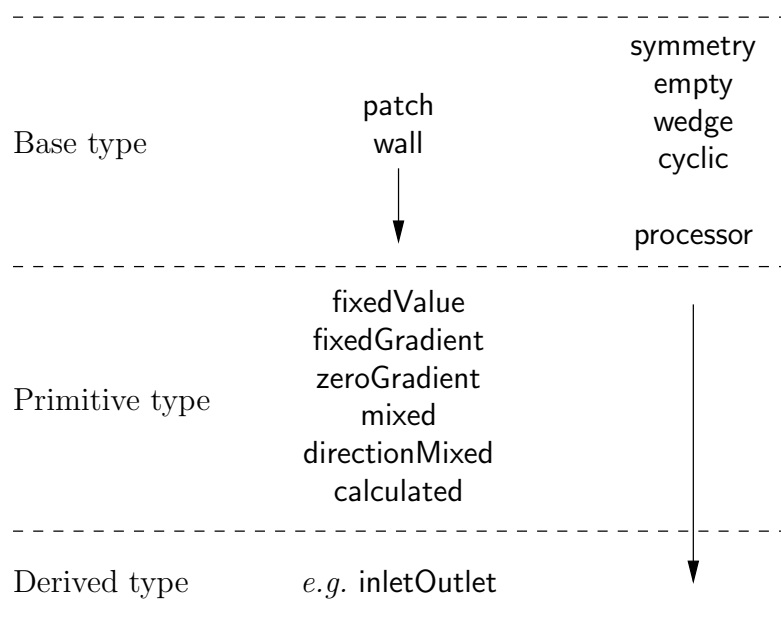 symmetry
empty
patch
wedge
Base type
wall
cyclic
processor
fixedValue
fixedGradient
zeroGradient
Primitive type
mixed
directionMixed
calculated
Derived type
e.g. inletOutlet